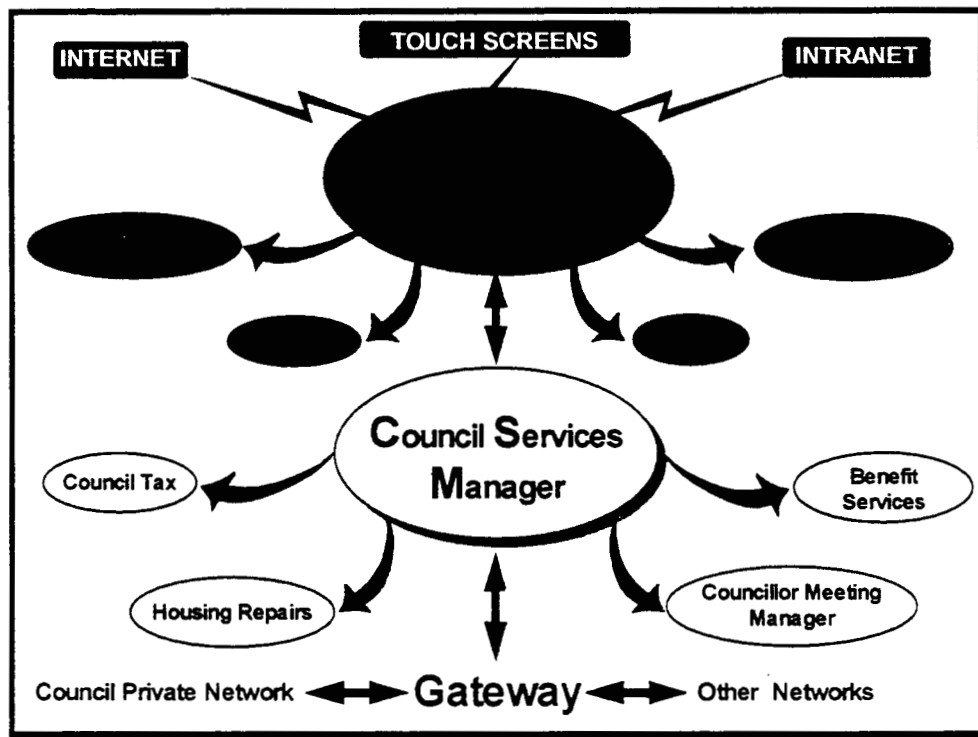 TOUCH SCREENS
INTERNET
INTRANET
Council Services
Manager
Council Tax
Benefit
Services
Housing Repairs
Councillor Meeting
Manager
Council Private Network
Gateway
Other Networks